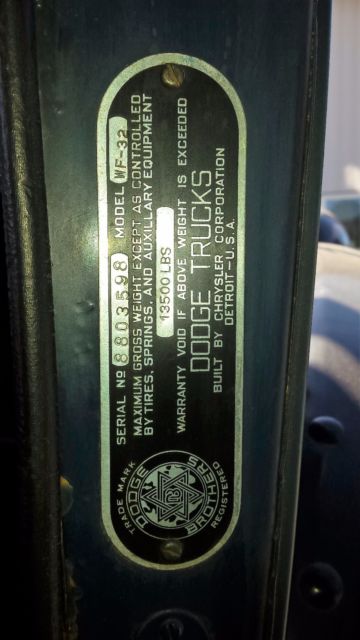 SERIAL Nº 8803598 MODEL WF-32
MAXIMUM GROSS WEIGHT EXCEPT AS CONTROLLED
BY TIRES, SPRINGS, AND AUXILLARY EQUIPMENT
13500 LBS
WARRANTY VOID IF ABOVE WEIGHT IS EXCEEDED
DODGE TRUCKS
BUILT BY CHRYSLER CORPORATION
DETROIT-U.S.A.
TRADE MARK
DODGE BROTHERS
DB
REGISTERED